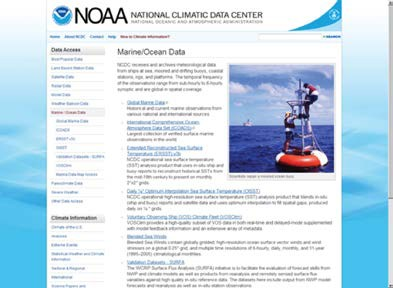 NOAA
NATIONAL CLIMATIC DATA CENTER
NATIONAL OCEANIC AND ATMOSPHERIC ADMINISTRATION
Home About NCDC Contact Help New to Climate Information?
SEARCH
Data Access
Most Popular Data
Land Based Station Data
Satellite Data
Radar Data
Model Data
Weather Balloon Data
Marine / Ocean Data
Global Marine Data
ICOADS
ERSST
OISST
Validation Datasets - SURFA
VOSClim
Marine Data Map Access
Paleoclimate Data
Severe Weather
Other Data Access
Climate Information
Climate of the U.S.
Analyses
Extreme Events
Statistical Weather and Climate Information
Societal & Regional
International
Marine/Ocean Data
NCDC receives and archives meteorological data
from ships at sea, moored and drifting buoys, coastal
stations, rigs, and platforms. The temporal frequency
of the observations range from sub-hourly to 6-hourly
synoptic and are global in spatial coverage.
Global Marine Data
Historical and current marine observations from
various national and international sources
International Comprehensive Ocean
Atmosphere Data Set (ICOADS)
Largest collection of verified surface marine
observations in the world
Extended Reconstructed Sea Surface
Temperature (ERSST) v3b
NCDC operational sea surface temperature
(SST) analysis product that uses in-situ ship and
buoy reports to reconstruct historical SSTs from
the mid-19th century to present on monthly
2°x2° grids.
Scientists repair a moored ocean buoy.
Daily ¼° Optimum Interpolation Sea Surface Temperature (OISST)
NCDC operational high-resolution sea surface temperature (SST) analysis product that blends in-situ
(ship and buoy) reports and satellite data and uses optimum interpolation to fill spatial gaps, produced
daily on ¼° grids
Voluntary Observing Ship (VOS) Climate Fleet (VOSClim)
VOSClim provides a high-quality subset of VOS data in both real-time and delayed-mode supplemented
with model feedback information and an extensive array of metadata.
Blended Sea Winds
Blended Sea Winds contain globally gridded, high-resolution ocean surface vector winds and wind
stresses on a global 0.25° grid, and multiple time resolutions of 6-hourly, daily, monthly, and 11-year
(1995–2005) climatological monthlies.
Validation Datasets - SURFA
The WCRP Surface Flux Analysis (SURFA) initiative is to facilitate the evaluation of forecast skills from
NWP and climate models as well as products from reanalysis and remotely sensed surface flux
variables against high quality in-situ reference data. The datasets here include output from NWP model
forecasts and reanalysis as well as in-situ station observations.